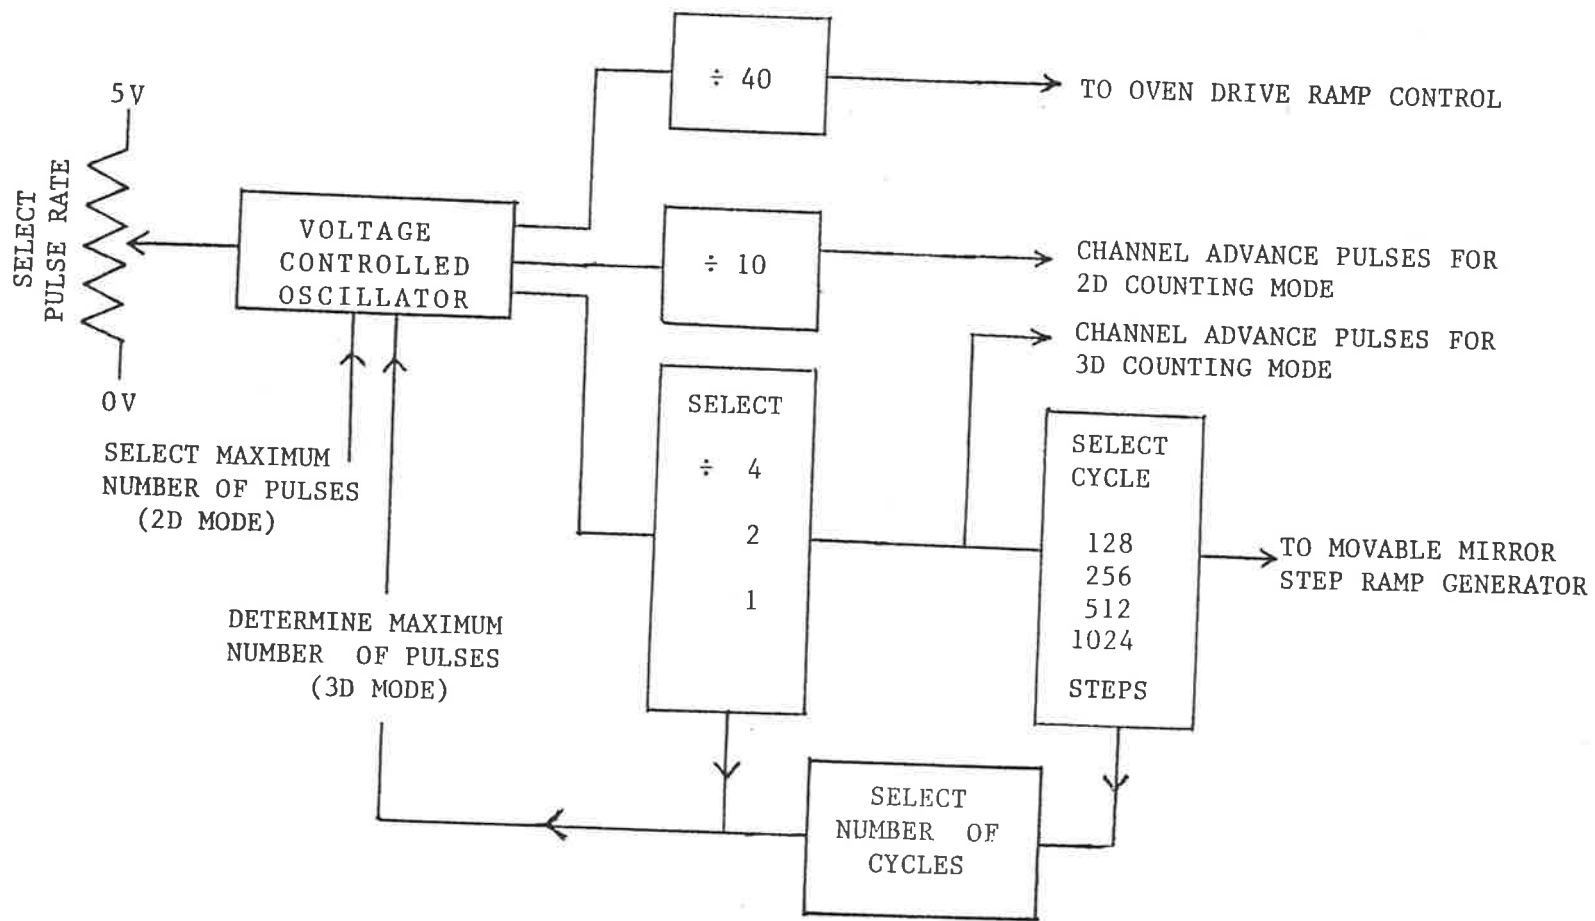 ÷ 40
TO OVEN DRIVE RAMP CONTROL
5V
SELECT
PULSE RATE
0V
VOLTAGE
CONTROLLED
OSCILLATOR
÷ 10
CHANNEL ADVANCE PULSES FOR
2D COUNTING MODE
CHANNEL ADVANCE PULSES FOR
3D COUNTING MODE
SELECT MAXIMUM
NUMBER OF PULSES
(2D MODE)
SELECT
÷ 4
2
1
SELECT
CYCLE
128
256
512
1024
STEPS
TO MOVABLE MIRROR
STEP RAMP GENERATOR
DETERMINE MAXIMUM
NUMBER OF PULSES
(3D MODE)
SELECT
NUMBER OF
CYCLES